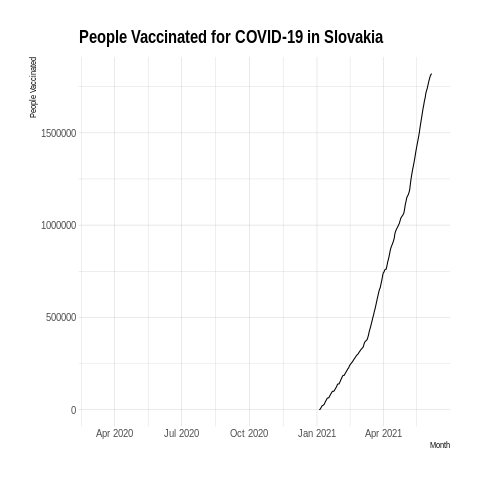 People Vaccinated for COVID-19 in Slovakia
People Vaccinated
1500000
1000000
500000
0
Apr 2020 Jul 2020 Oct 2020 Jan 2021 Apr 2021
Month